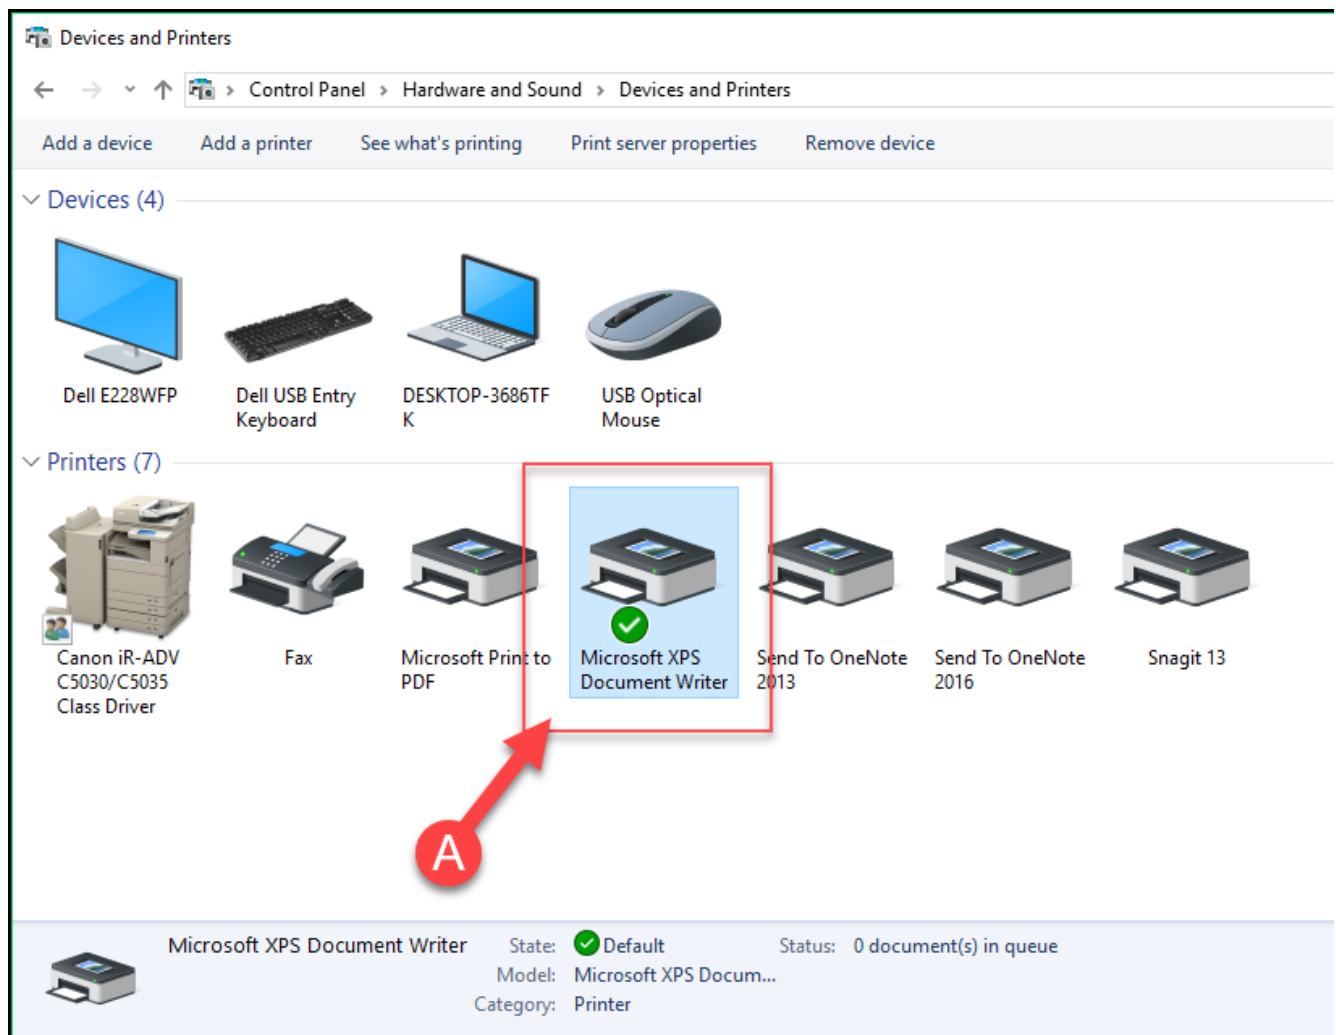 Devices and Printers
Control Panel > Hardware and Sound > Devices and Printers
Add a device Add a printer See what's printing Print server properties Remove device
Devices (4)
Dell E228WFP
Dell USB Entry
Keyboard
DESKTOP-3686TF
K
USB Optical
Mouse
Printers (7)
Canon iR-ADV
C5030/C5035
Class Driver
Fax
Microsoft Print to
PDF
Microsoft XPS
Document Writer
Send To OneNote
2013
Send To OneNote
2016
Snagit 13
A
Microsoft XPS Document Writer State: Default Status: 0 document(s) in queue
Model: Microsoft XPS Docum...
Category: Printer